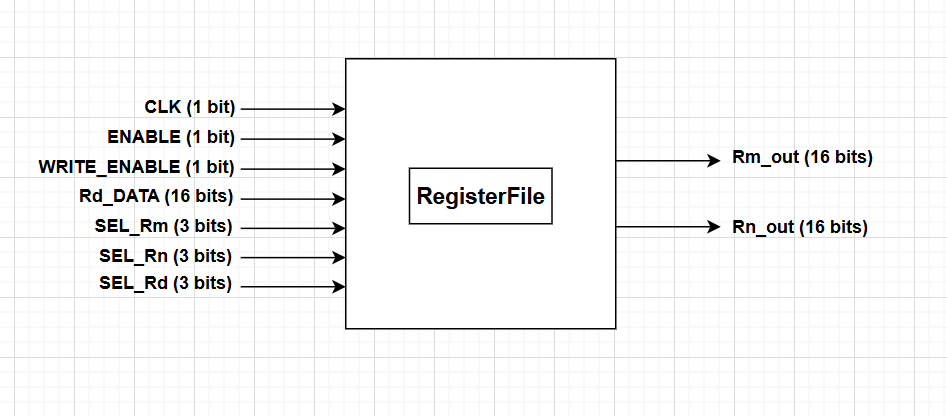 CLK (1 bit)
ENABLE (1 bit)
WRITE_ENABLE (1 bit)
Rd_DATA (16 bits)
SEL_Rm (3 bits)
SEL_Rn (3 bits)
SEL_Rd (3 bits)
RegisterFile
Rm_out (16 bits)
Rn_out (16 bits)